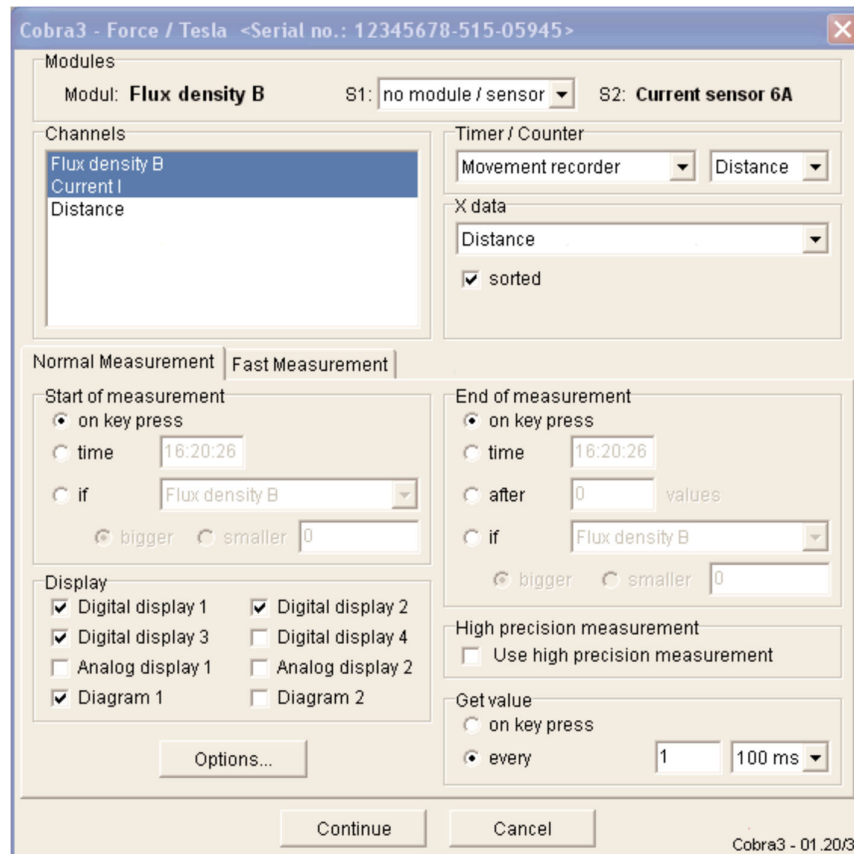 Cobra3 - Force / Tesla <Serial no.: 12345678-515-05945>
Modules
Modul: Flux density B S1: no module / sensor S2: Current sensor 6A
Channels
Flux density B
Current I
Distance
Timer / Counter
Movement recorder Distance
X data
Distance
sorted
Normal Measurement Fast Measurement
Start of measurement
on key press
time 16:20:26
if Flux density B
bigger smaller 0
End of measurement
on key press
time 16:20:26
after 0 values
if Flux density B
bigger smaller 0
Display
Digital display 1 Digital display 2
Digital display 3 Digital display 4
Analog display 1 Analog display 2
Diagram 1 Diagram 2
High precision measurement
Use high precision measurement
Get value
on key press
every 1 100 ms
Options...
Continue Cancel
Cobra3 - 01.20/3